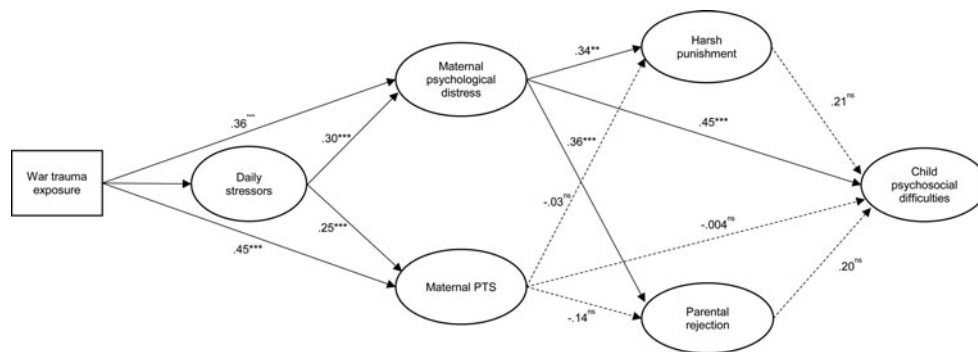 Harsh
punishment
.34**
Maternal
psychological
distress
.21ns
.36***
.30***
.45***
.36***
War trauma
exposure
Daily
stressors
Child
psychosocial
difficulties
-.03ns
.25***
-.004ns
.45***
.20ns
Maternal PTS
-.14ns
Parental
rejection